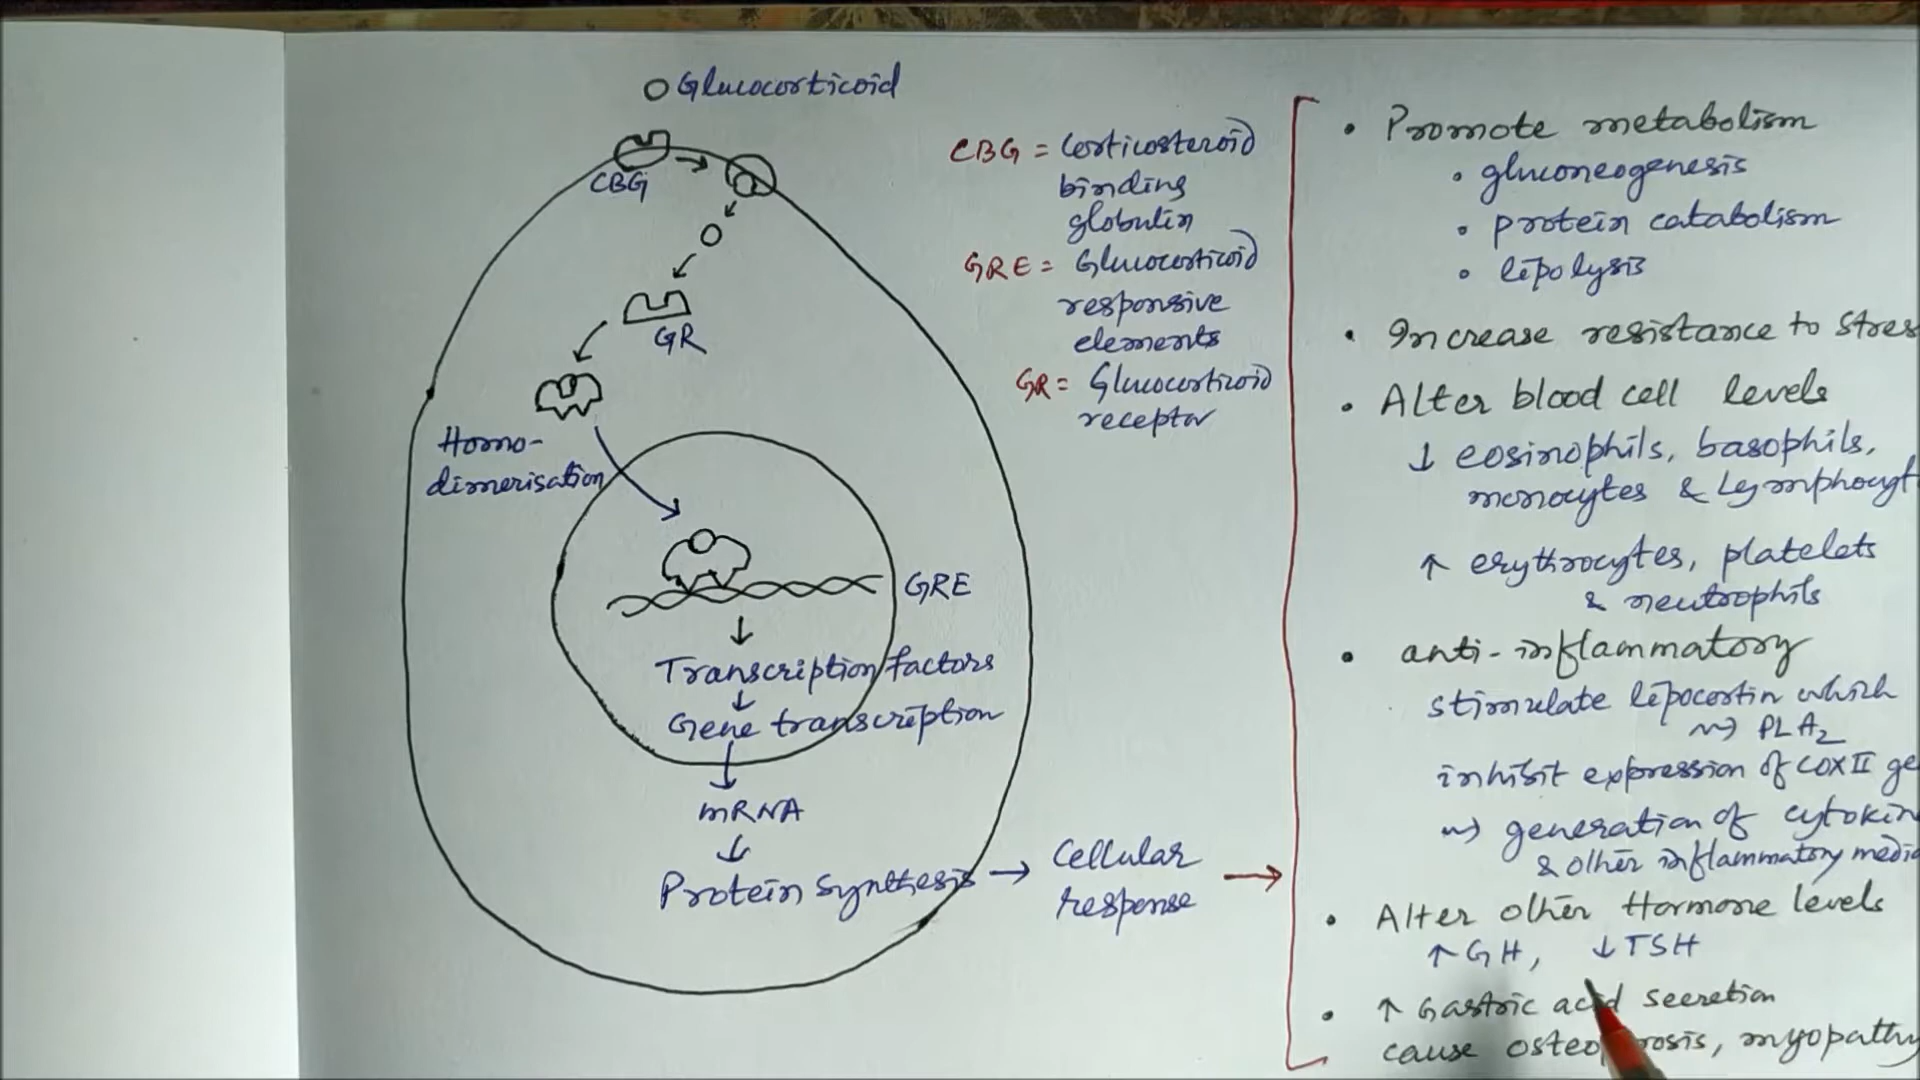 Glucocorticoid
CBG
GR
Homo-
dimerisation
GRE
↓
Transcription factors
↓
Gene transcription
↓
mRNA
↓
Protein synthesis → Cellular
response →
CBG = Corticosteroid
binding
globulin
GRE = Glucocorticoid
responsive
elements
GR = Glucocorticoid
receptor
• Promote metabolism
• gluconeogenesis
• protein catabolism
• lipolysis
• Increase resistance to stres
• Alter blood cell levels
↓ eosinophils, basophils,
monocytes & Lymphocyt
↑ erythrocytes, platelets
& neutrophils
• anti-inflammatory
stimulate lipocortin which
⇝ PLA2
inhibit expression of COX II ge
⇝ generation of cytokin
& other inflammatory media
• Alter other Hormone levels
↑ GH, ↓ TSH
• ↑ Gastric acid secretion
cause osteo rosis, myopathy